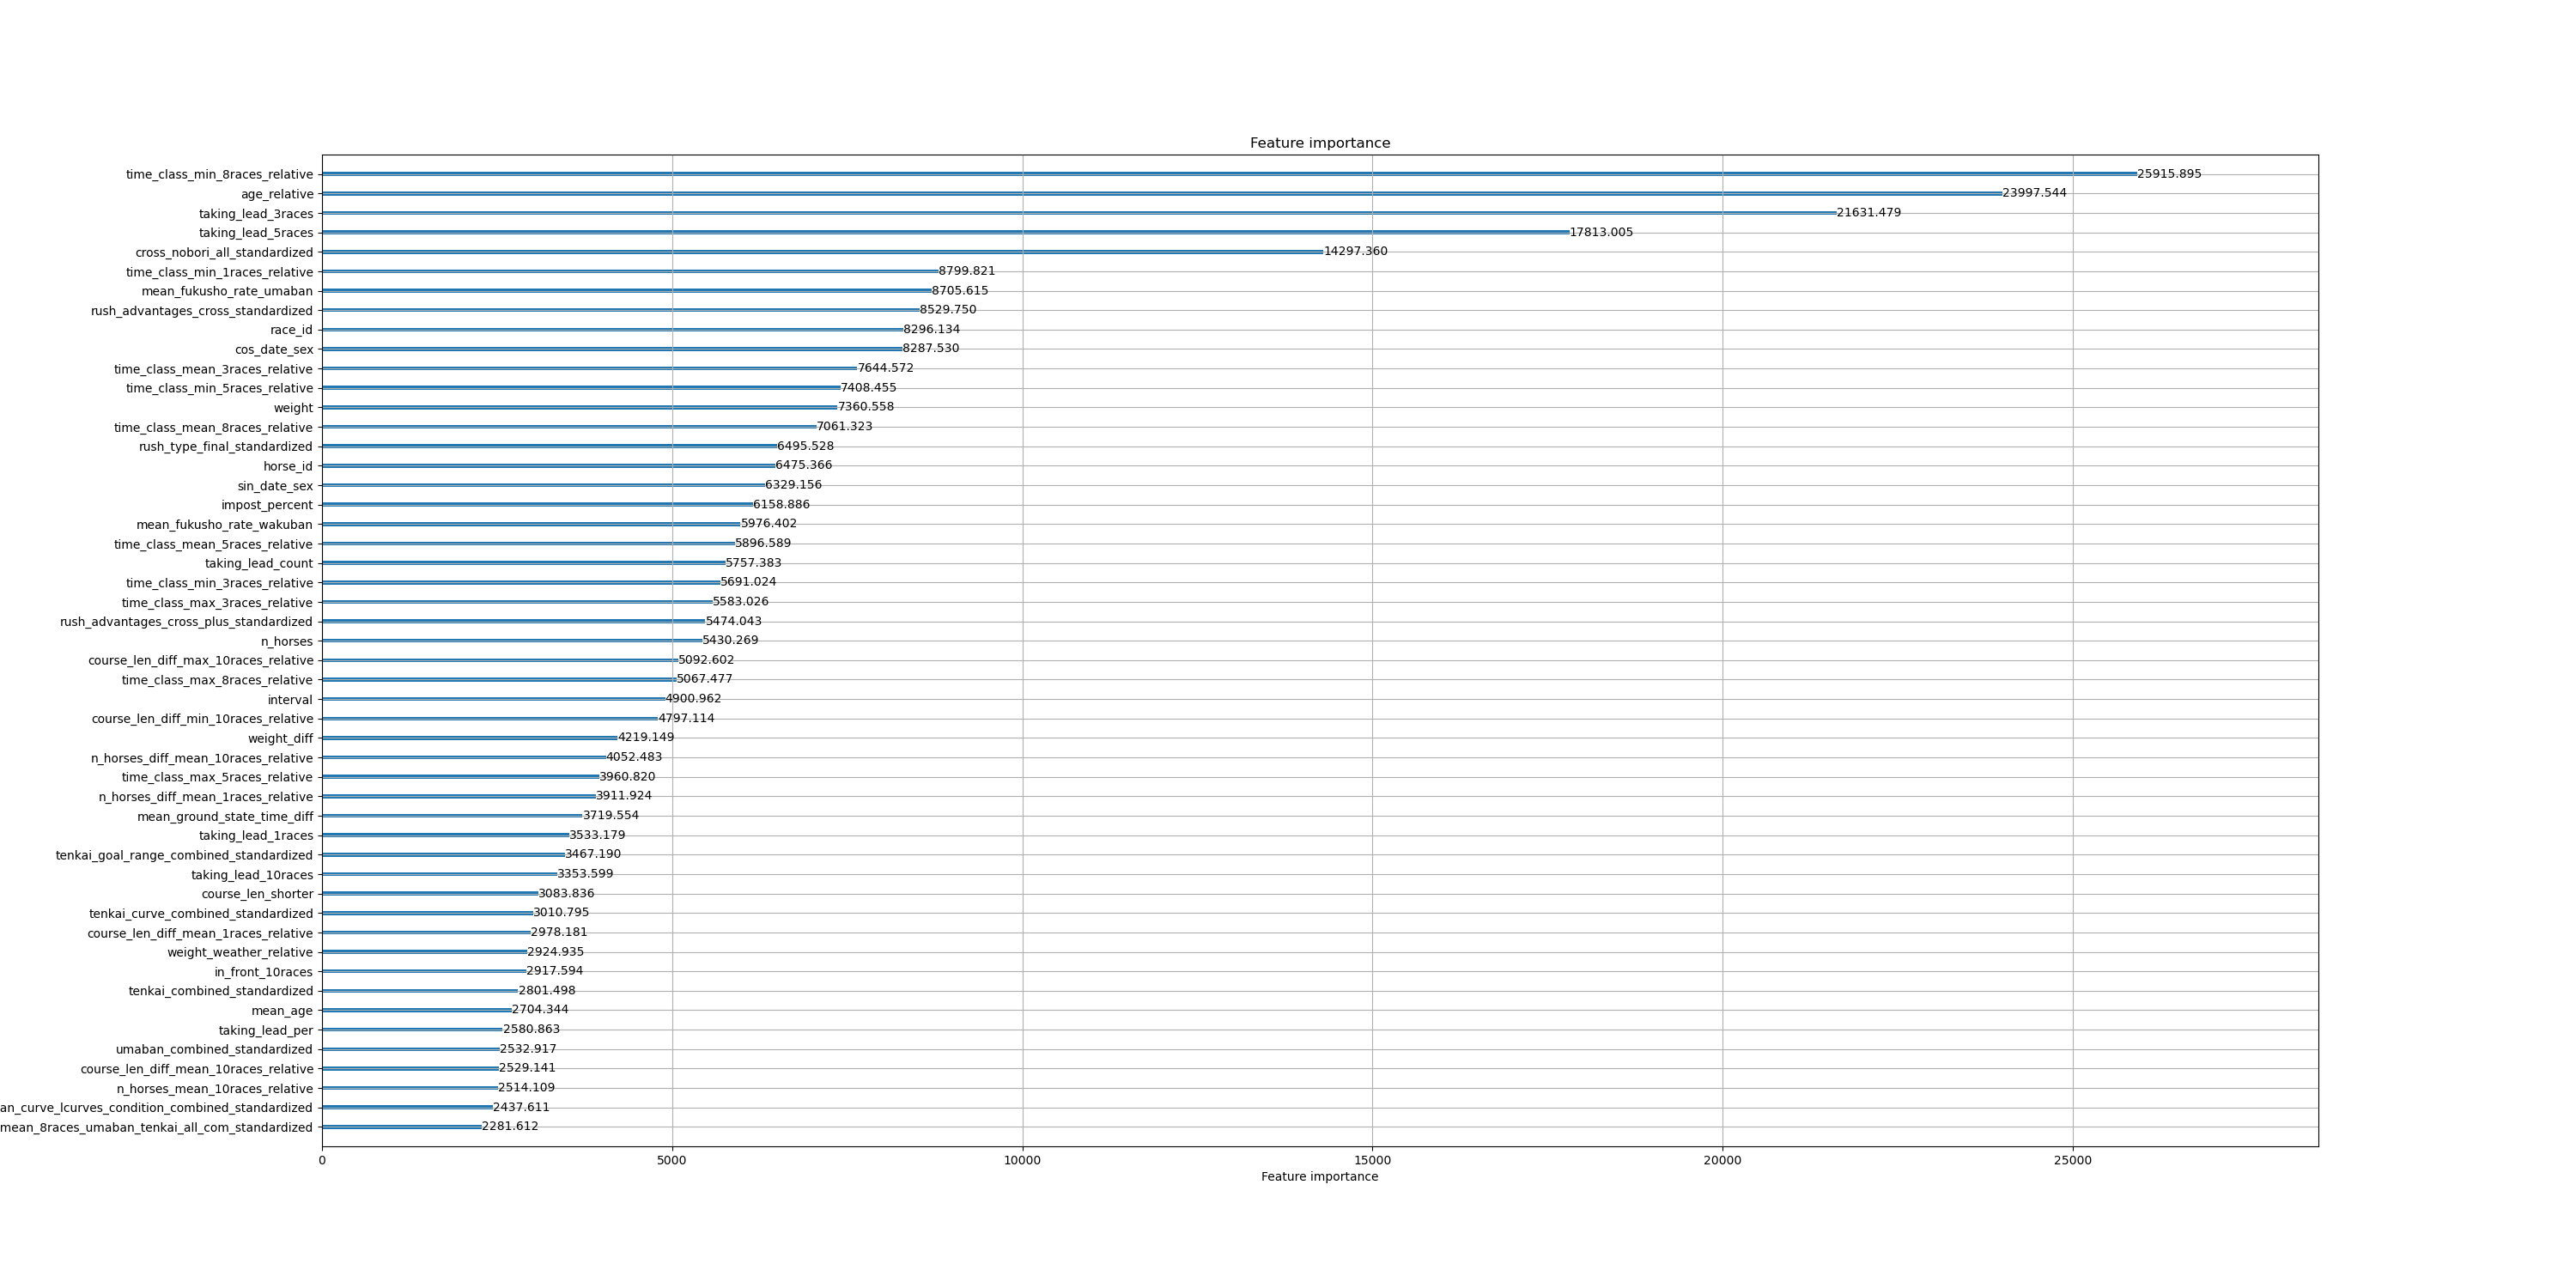 Feature importance
time_class_min_8races_relative 25915.895
age_relative 23997.544
taking_lead_3races 21631.479
taking_lead_5races 17813.005
cross_nobori_all_standardized 14297.360
time_class_min_1races_relative 8799.821
mean_fukusho_rate_umaban 8705.615
rush_advantages_cross_standardized 8529.750
race_id 8296.134
cos_date_sex 8287.530
time_class_mean_3races_relative 7644.572
time_class_min_5races_relative 7408.455
weight 7360.558
time_class_mean_8races_relative 7061.323
rush_type_final_standardized 6495.528
horse_id 6475.366
sin_date_sex 6329.156
impost_percent 6158.886
mean_fukusho_rate_wakuban 5976.402
time_class_mean_5races_relative 5896.589
taking_lead_count 5757.383
time_class_min_3races_relative 5691.024
time_class_max_3races_relative 5583.026
rush_advantages_cross_plus_standardized 5474.043
n_horses 5430.269
course_len_diff_max_10races_relative 5092.602
time_class_max_8races_relative 5067.477
interval 4900.962
course_len_diff_min_10races_relative 4797.114
weight_diff 4219.149
n_horses_diff_mean_10races_relative 4052.483
time_class_max_5races_relative 3960.820
n_horses_diff_mean_1races_relative 3911.924
mean_ground_state_time_diff 3719.554
taking_lead_1races 3533.179
tenkai_goal_range_combined_standardized 3467.190
taking_lead_10races 3353.599
course_len_shorter 3083.836
tenkai_curve_combined_standardized 3010.795
course_len_diff_mean_1races_relative 2978.181
weight_weather_relative 2924.935
in_front_10races 2917.594
tenkai_combined_standardized 2801.498
mean_age 2704.344
taking_lead_per 2580.863
umaban_combined_standardized 2532.917
course_len_diff_mean_10races_relative 2529.141
n_horses_mean_10races_relative 2514.109
an_curve_lcurves_condition_combined_standardized 2437.611
mean_8races_umaban_tenkai_all_com_standardized 2281.612
0 5000 10000 15000 20000 25000
Feature importance